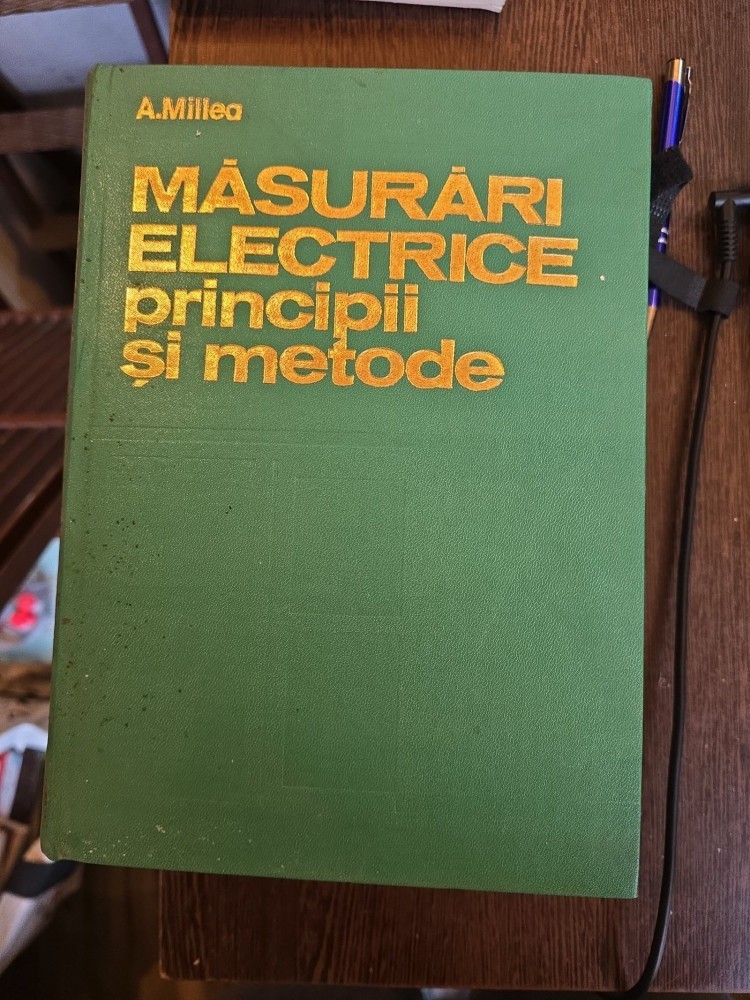 A.Millea
MĂSURĂRI
ELECTRICE
principii
și metode